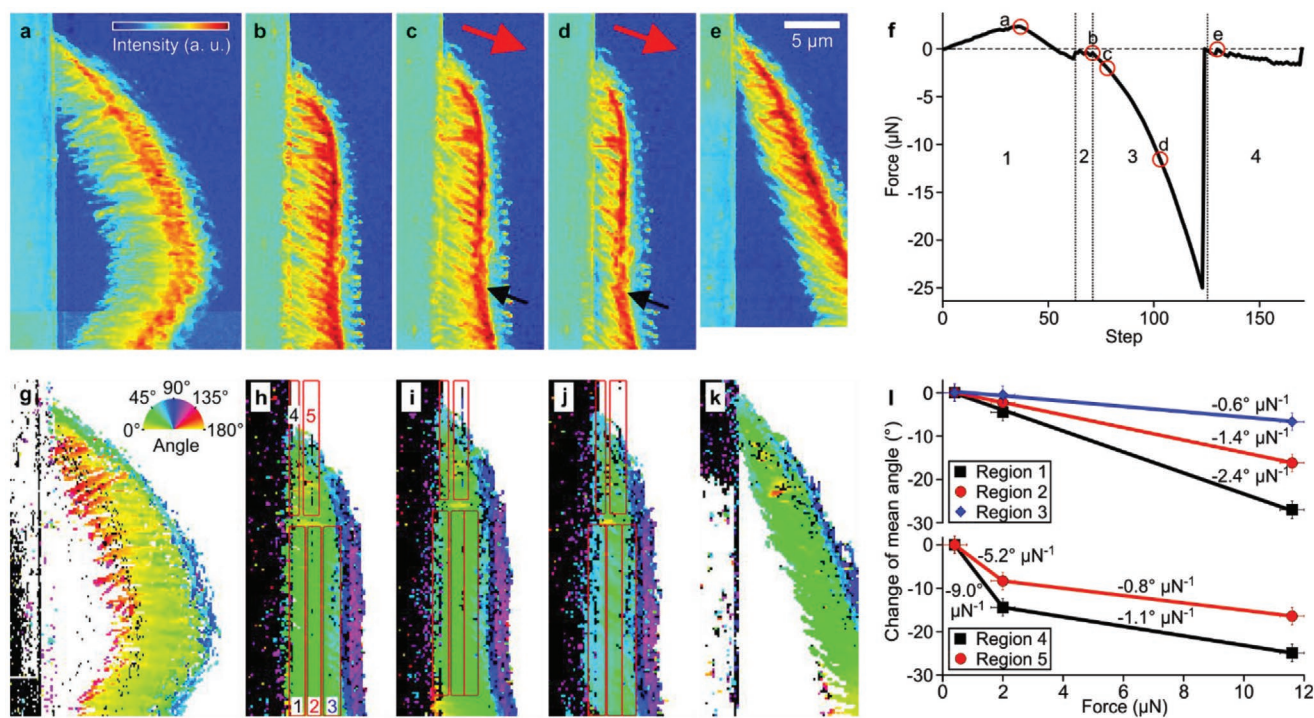 a
Intensity (a. u.)
b
c
d
e
5 µm
f
Force (µN)
0
-5
-10
-15
-20
-25
a
b
c
d
e
1
2
3
4
0
50
100
150
Step
g
45°
90°
135°
0°
180°
Angle
h
4
5
1
2
3
i
j
k
l
Change of mean angle (°)
0
-10
-20
-30
-0.6° µN⁻¹
-1.4° µN⁻¹
-2.4° µN⁻¹
Region 1
Region 2
Region 3
0
-10
-20
-30
-5.2° µN⁻¹
-9.0°
µN⁻¹
-0.8° µN⁻¹
-1.1° µN⁻¹
Region 4
Region 5
0
2
4
6
8
10
12
Force (µN)